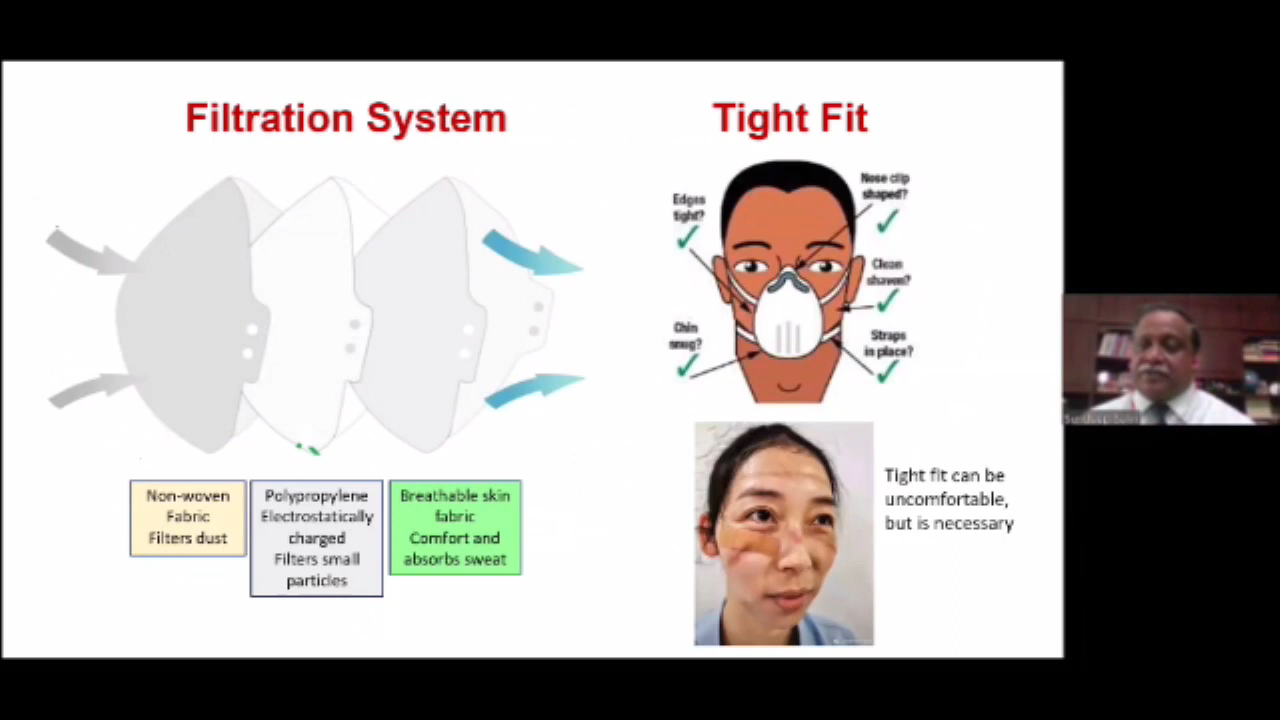 Filtration System
Non-woven
Fabric
Filters dust
Polypropylene
Electrostatically
charged
Filters small
particles
Breathable skin
fabric
Comfort and
absorbs sweat
Tight Fit
Edges
tight?
Nose clip
shaped?
Clean
shaven?
Chin
snug?
Straps
in place?
Tight fit can be
uncomfortable,
but is necessary